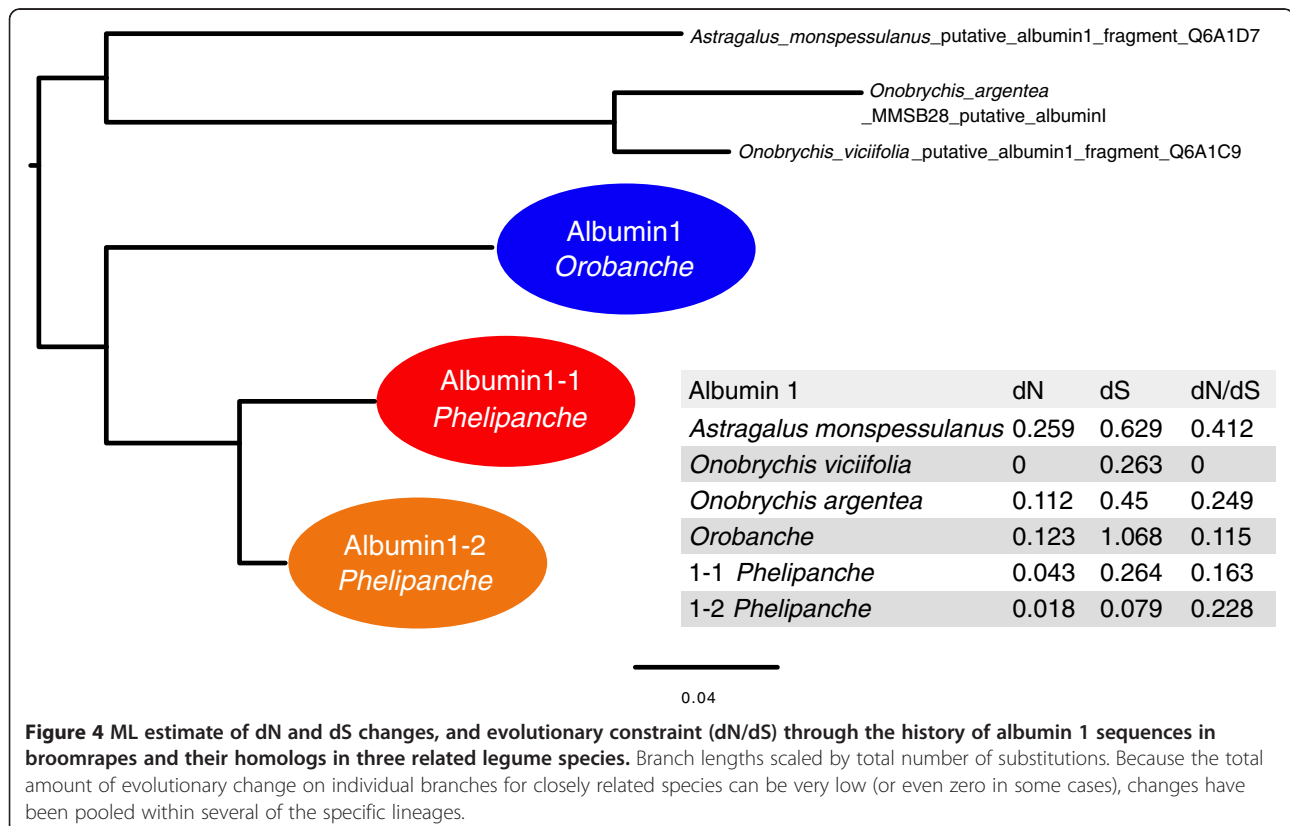 Astragalus_monspessulanus_putative_albumin1_fragment_Q6A1D7
Onobrychis_argentea
_MMSB28_putative_albuminI
Onobrychis_viciifolia_putative_albumin1_fragment_Q6A1C9
Albumin1
Orobanche
Albumin1-1
Phelipanche
Albumin1-2
Phelipanche
Albumin 1 dN dS dN/dS
Astragalus monspessulanus 0.259 0.629 0.412
Onobrychis viciifolia 0 0.263 0
Onobrychis argentea 0.112 0.45 0.249
Orobanche 0.123 1.068 0.115
1-1 Phelipanche 0.043 0.264 0.163
1-2 Phelipanche 0.018 0.079 0.228
0.04
Figure 4 ML estimate of dN and dS changes, and evolutionary constraint (dN/dS) through the history of albumin 1 sequences in
broomrapes and their homologs in three related legume species. Branch lengths scaled by total number of substitutions. Because the total
amount of evolutionary change on individual branches for closely related species can be very low (or even zero in some cases), changes have
been pooled within several of the specific lineages.